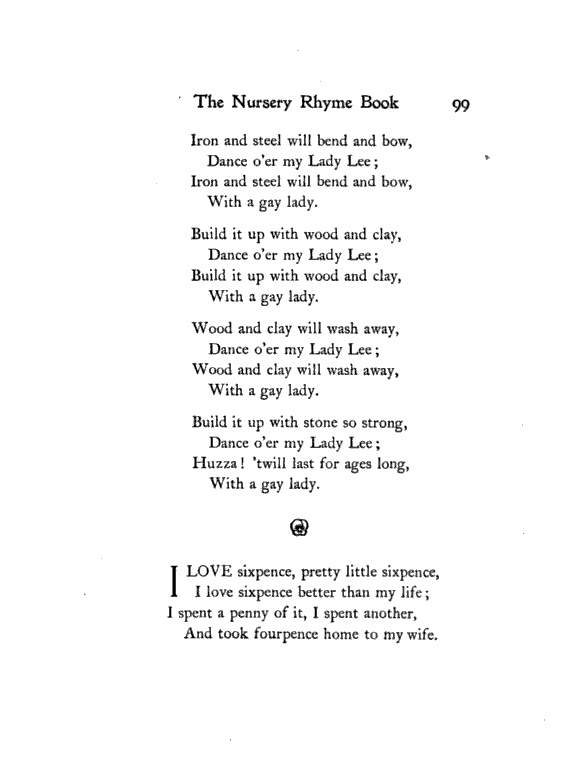 The Nursery Rhyme Book 99
Iron and steel will bend and bow,
Dance o'er my Lady Lee;
Iron and steel will bend and bow,
With a gay lady.
Build it up with wood and clay,
Dance o'er my Lady Lee;
Build it up with wood and clay,
With a gay lady.
Wood and clay will wash away,
Dance o'er my Lady Lee;
Wood and clay will wash away,
With a gay lady.
Build it up with stone so strong,
Dance o'er my Lady Lee;
Huzza! 'twill last for ages long,
With a gay lady.
I LOVE sixpence, pretty little sixpence,
I love sixpence better than my life;
I spent a penny of it, I spent another,
And took fourpence home to my wife.